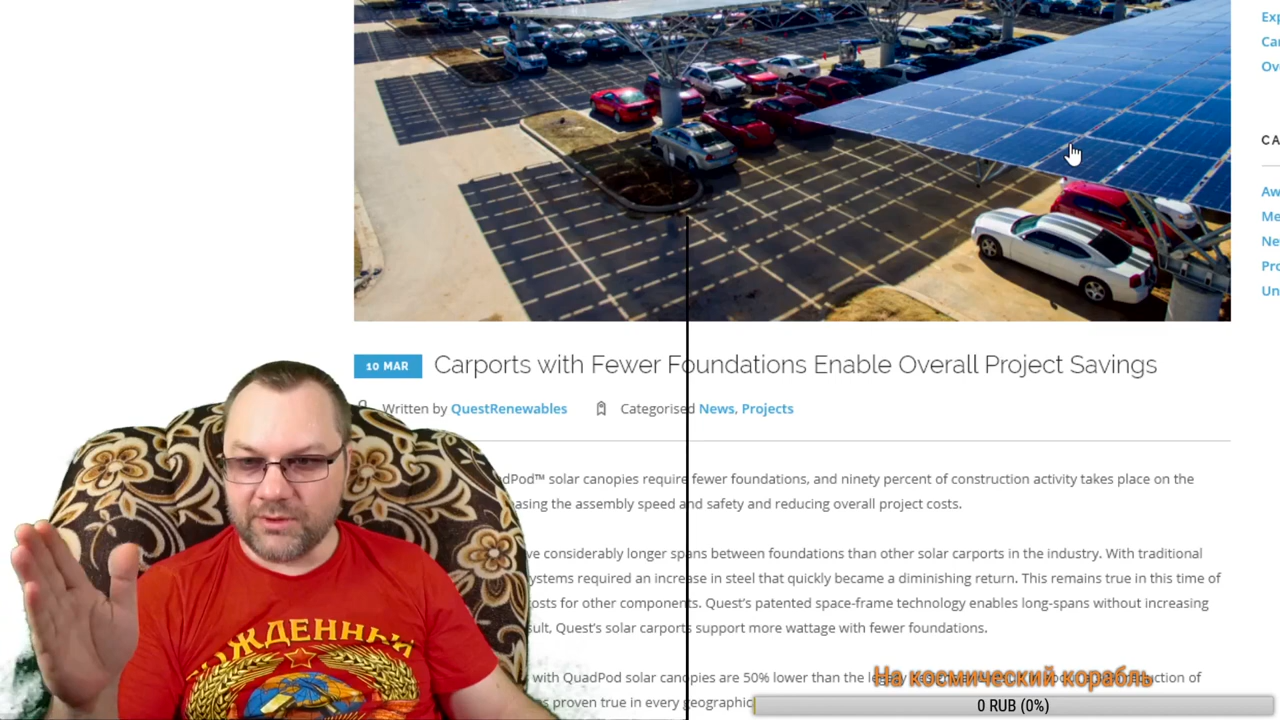 Exp
Car
Ove
CA
Aw
Me
Ne
Pro
Un
10 MAR Carports with Fewer Foundations Enable Overall Project Savings
Written by QuestRenewables Categorised News, Projects
dPod™ solar canopies require fewer foundations, and ninety percent of construction activity takes place on the
asing the assembly speed and safety and reducing overall project costs.
ve considerably longer spans between foundations than other solar carports in the industry. With traditional
ystems required an increase in steel that quickly became a diminishing return. This remains true in this time of
osts for other components. Quest's patented space-frame technology enables long-spans without increasing
sult, Quest's solar carports support more wattage with fewer foundations.
with QuadPod solar canopies are 50% lower than the of
s proven true in every geographic
РОЖДЕННЫЙ
На космический корабль
0 RUB (0%)